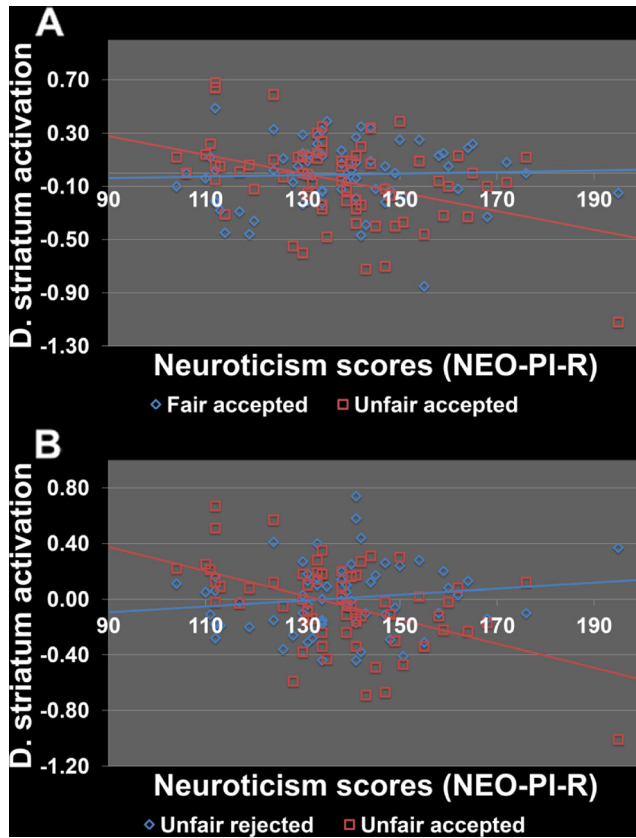 A
D. striatum activation
0.70
0.30
-0.10
-0.50
-0.90
-1.30
90 110 130 150 170 190
Neuroticism scores (NEO-PI-R)
Fair accepted Unfair accepted
B
D. striatum activation
0.80
0.40
0.00
-0.40
-0.80
-1.20
90 110 130 150 170 190
Neuroticism scores (NEO-PI-R)
Unfair rejected Unfair accepted